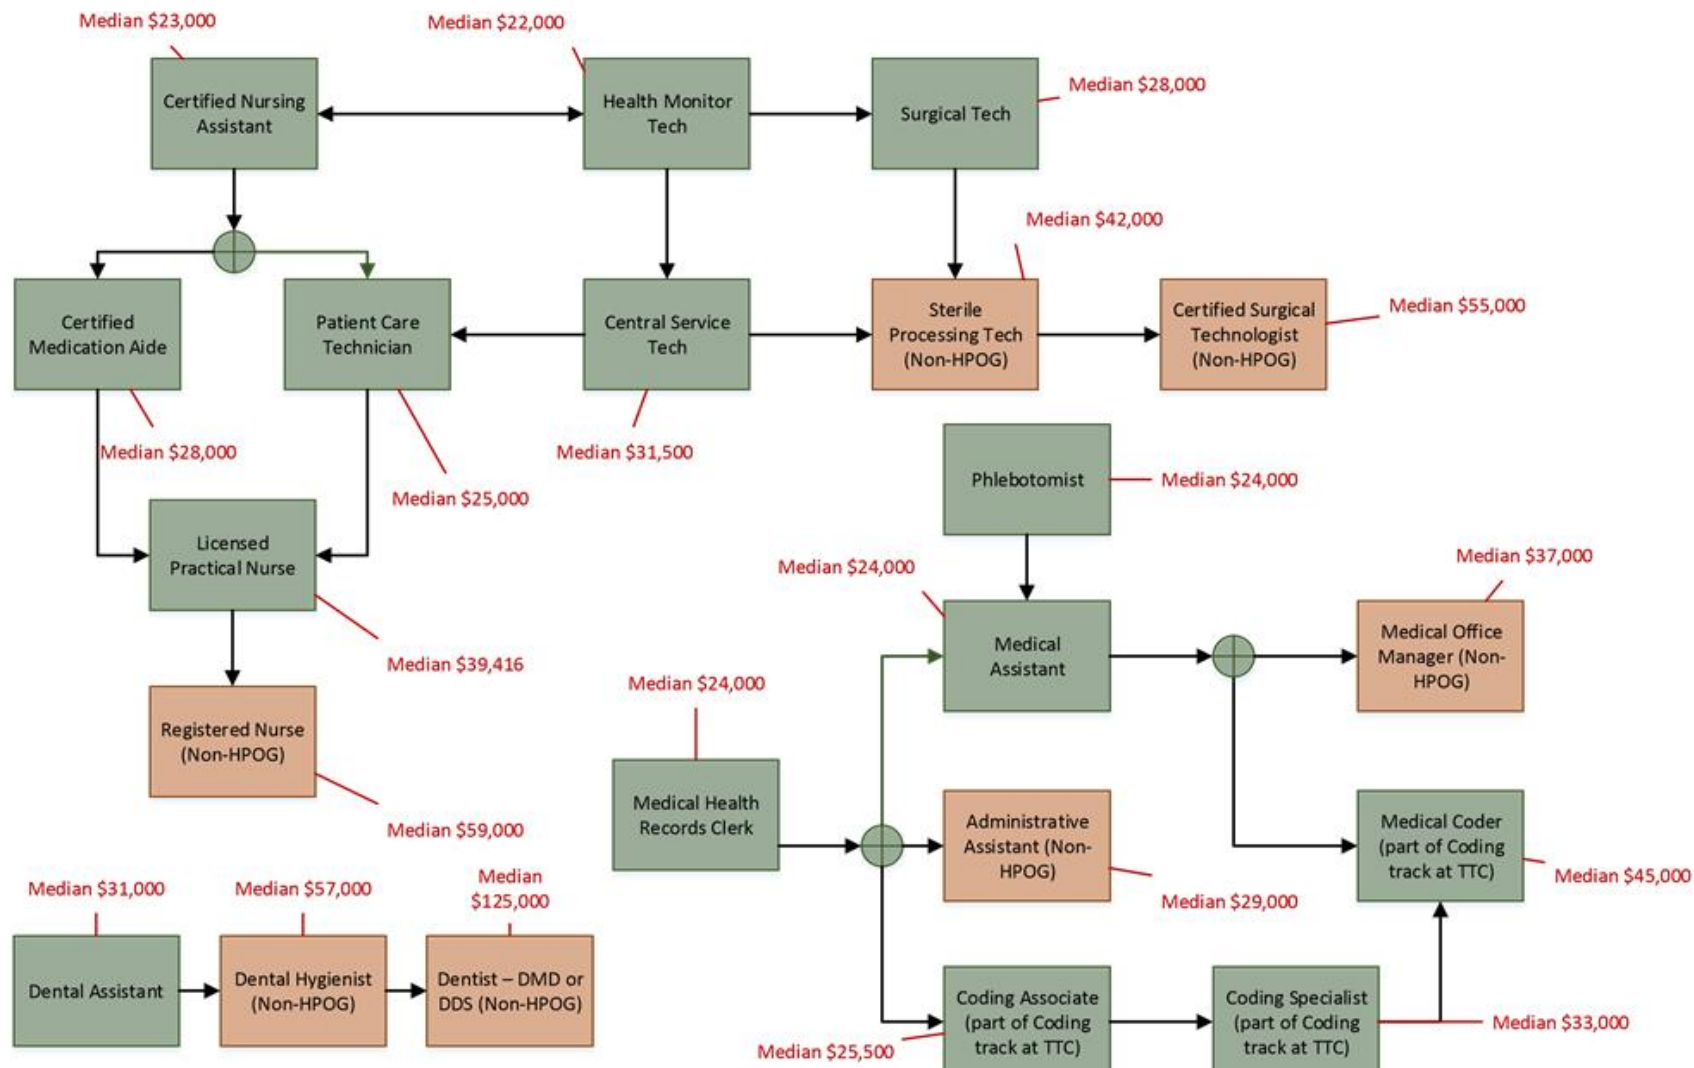 Median $23,000
Median $22,000
Certified Nursing
Assistant
Health Monitor
Tech
Surgical Tech
Median $28,000
Median $42,000
Certified
Medication Aide
Patient Care
Technician
Central Service
Tech
Sterile
Processing Tech
(Non-HPOG)
Certified Surgical
Technologist
(Non-HPOG)
Median $55,000
Median $28,000
Median $25,000
Median $31,500
Phlebotomist
Median $24,000
Licensed
Practical Nurse
Median $39,416
Median $24,000
Median $37,000
Medical
Assistant
Medical Office
Manager (Non-
HPOG)
Registered Nurse
(Non-HPOG)
Median $59,000
Median $24,000
Medical Health
Records Clerk
Administrative
Assistant (Non-
HPOG)
Median $29,000
Medical Coder
(part of Coding
track at TTC)
Median $45,000
Median $31,000
Median $57,000
Median
$125,000
Dental Assistant
Dental Hygienist
(Non-HPOG)
Dentist – DMD or
DDS (Non-HPOG)
Coding Associate
(part of Coding
track at TTC)
Median $25,500
Coding Specialist
(part of Coding
track at TTC)
Median $33,000